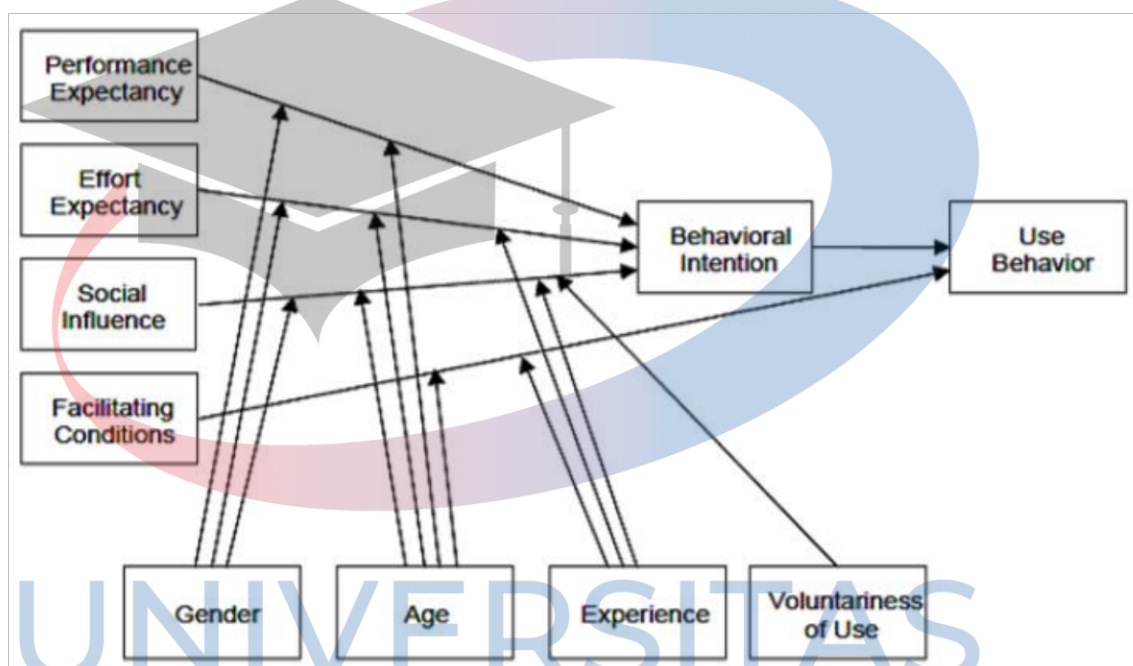 Performance
Expectancy
Effort
Expectancy
Social
Influence
Facilitating
Conditions
Behavioral
Intention
Use
Behavior
Gender
Age
Experience
Voluntariness
of Use
UNIVERSITAS